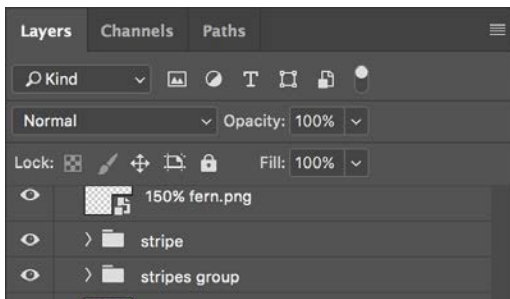 Layers Channels Paths
Kind
Normal Opacity: 100%
Lock: Fill: 100%
150% fern.png
stripe
stripes group